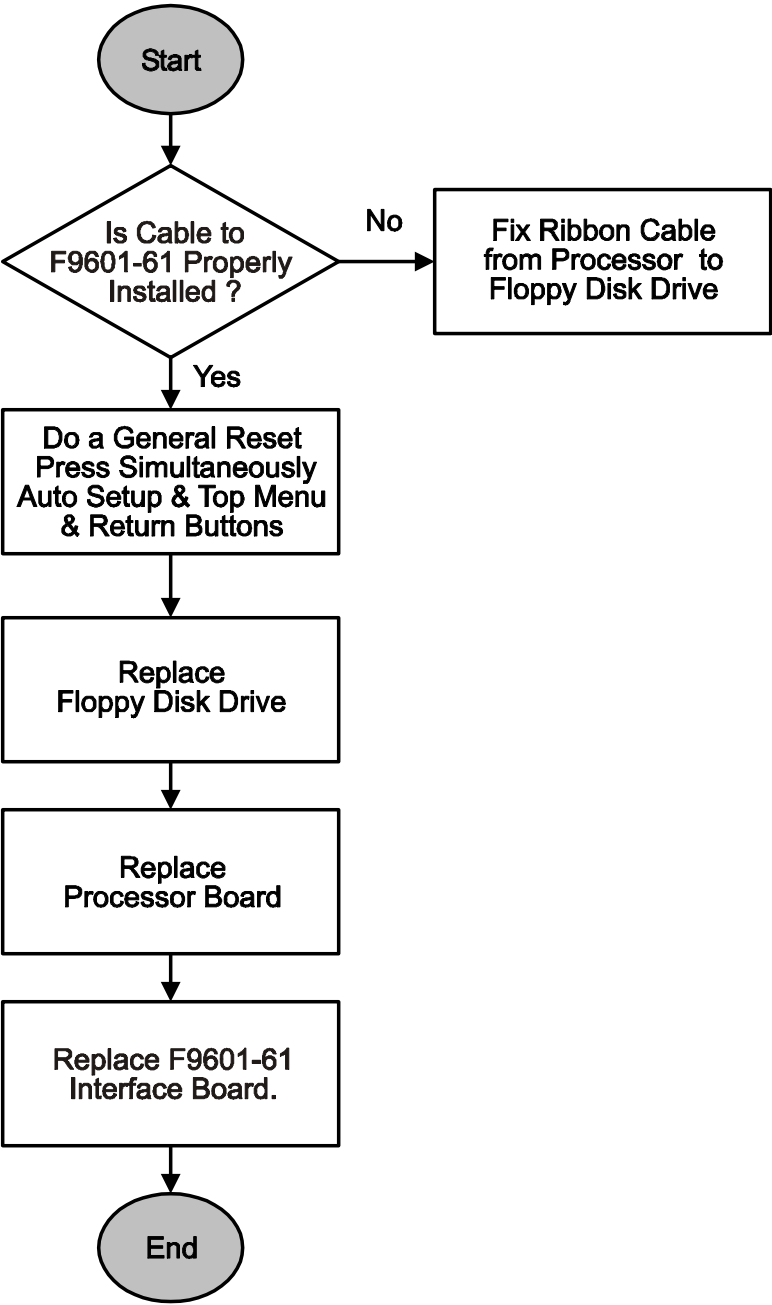 Start
Is Cable to
F9601-61 Properly
Installed ?
No
Fix Ribbon Cable
from Processor to
Floppy Disk Drive
Yes
Do a General Reset
Press Simultaneously
Auto Setup & Top Menu
& Return Buttons
Replace
Floppy Disk Drive
Replace
Processor Board
Replace F9601-61
Interface Board.
End